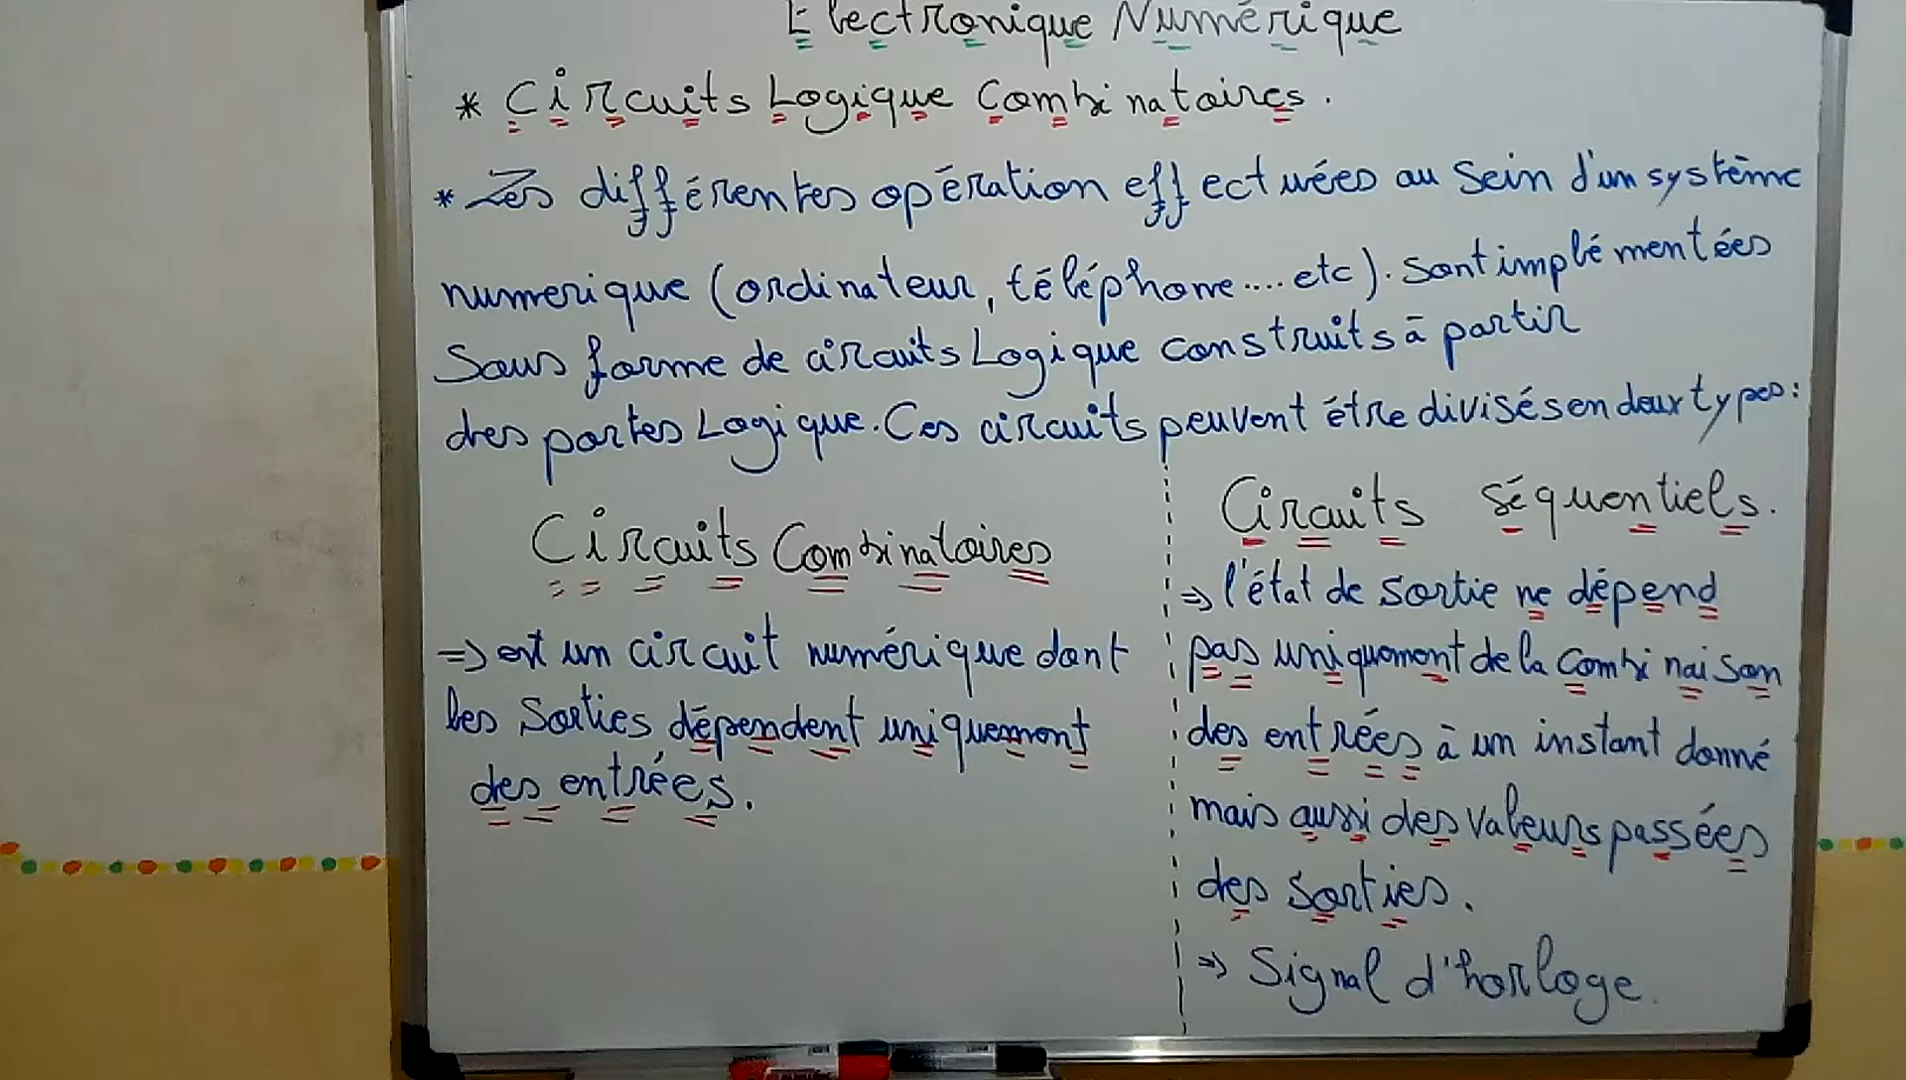 Electronique Numérique
* Circuits Logique Combinatoires.
* Les différentes opération effectuées au sein d'un système
numerique (ordinateur, téléphone....etc). sont implémentées
Sous forme de circuits Logique construits à partir
des portes Logique. Ces circuits peuvent être divisés en deux types:
Circuits Combinatoires
=> est un circuit numérique dont
les Sorties dépendent uniquement
des entrées.
Circuits séquentiels.
=> l'état de sortie ne dépend
pas uniquement de la Combinaison
des entrées à un instant donné
mais aussi des valeurs passées
des sorties.
=> Signal d'horloge.